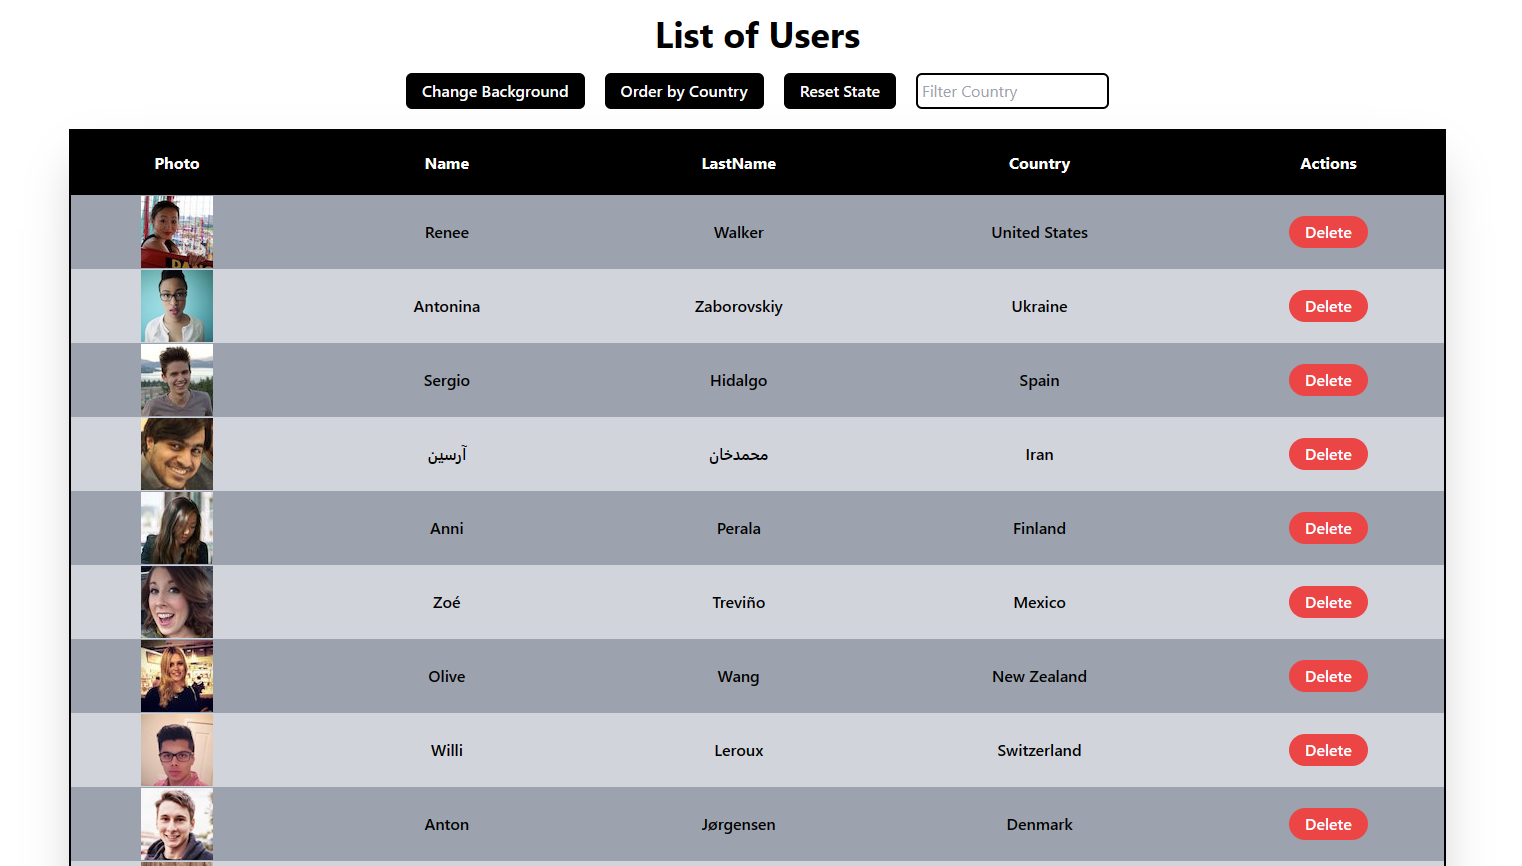 List of Users
Change Background Order by Country Reset State Filter Country
Photo Name LastName Country Actions
Renee Walker United States Delete
Antonina Zaborovskiy Ukraine Delete
Sergio Hidalgo Spain Delete
آرسین محمدخان Iran Delete
Anni Perala Finland Delete
Zoé Treviño Mexico Delete
Olive Wang New Zealand Delete
Willi Leroux Switzerland Delete
Anton Jørgensen Denmark Delete